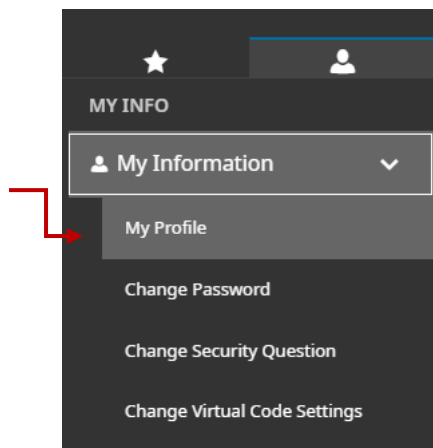 MY INFO
My Information
My Profile
Change Password
Change Security Question
Change Virtual Code Settings